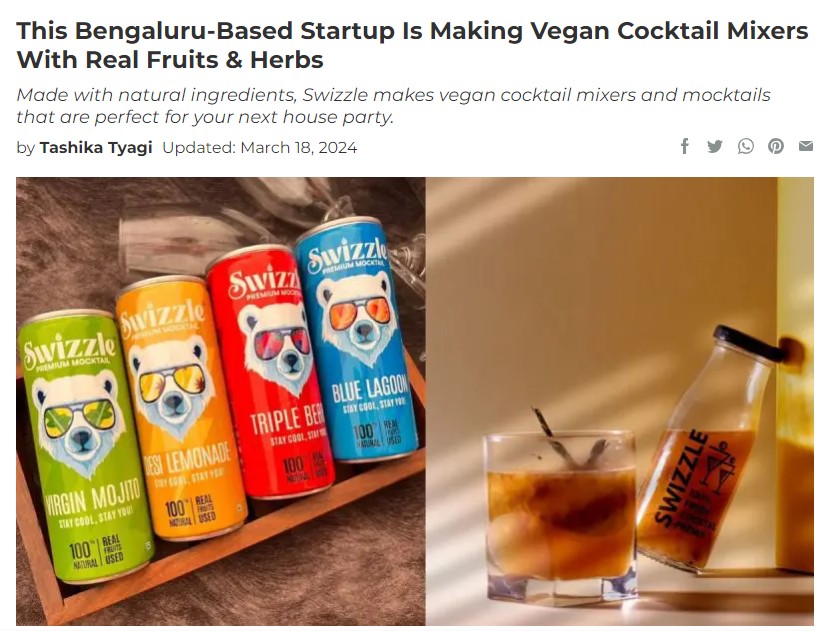 This Bengaluru-Based Startup Is Making Vegan Cocktail Mixers
With Real Fruits & Herbs
Made with natural ingredients, Swizzle makes vegan cocktail mixers and mocktails
that are perfect for your next house party.
by Tashika Tyagi Updated: March 18, 2024
Swizzle
PREMIUM MOCKTAIL
VIRGIN MOJITO
STAY COOL, STAY YOU!
100% NATURAL
REAL FRUITS USED
Swizzle
PREMIUM MOCKTAIL
DESI LEMONADE
STAY COOL, STAY YOU!
100% NATURAL
REAL FRUITS USED
Swizzl
PREMIUM MOCKT
TRIPLE BER
STAY COOL, STAY YOU
100% NATURAL
REAL FRUITS USED
Swizzle
PREMIUM MOCKTAIL
BLUE LAGOON
STAY COOL, STAY YOU!
100% NATURAL
REAL FRUITS USED
SWIZZLE